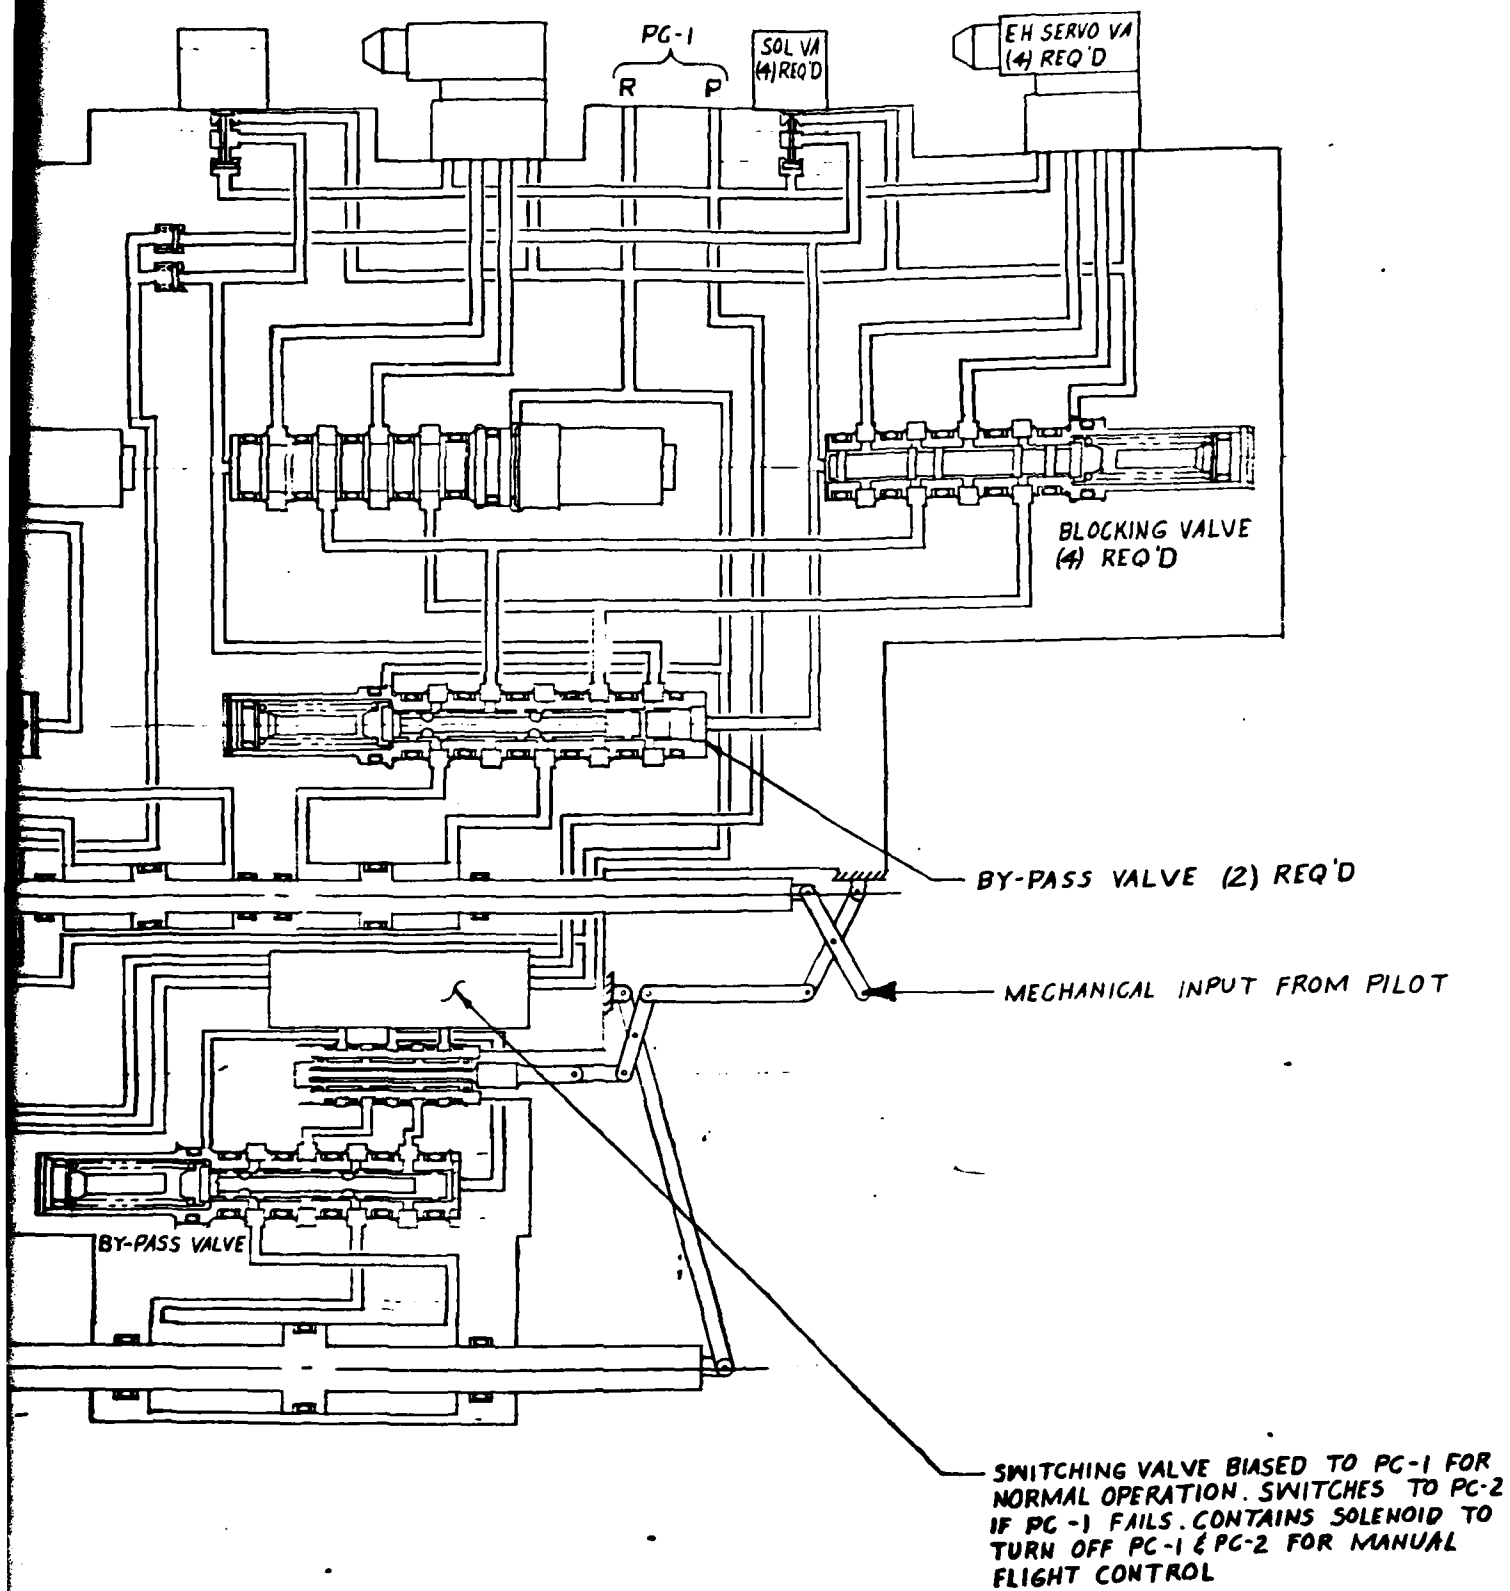 PC-1
R P
SOL VA
(4) REQ'D
EH SERVO VA
(4) REQ'D
BLOCKING VALVE
(4) REQ'D
BY-PASS VALVE (2) REQ'D
MECHANICAL INPUT FROM PILOT
BY-PASS VALVE
SWITCHING VALVE BIASED TO PC-1 FOR
NORMAL OPERATION. SWITCHES TO PC-2
IF PC-1 FAILS. CONTAINS SOLENOID TO
TURN OFF PC-1 & PC-2 FOR MANUAL
FLIGHT CONTROL